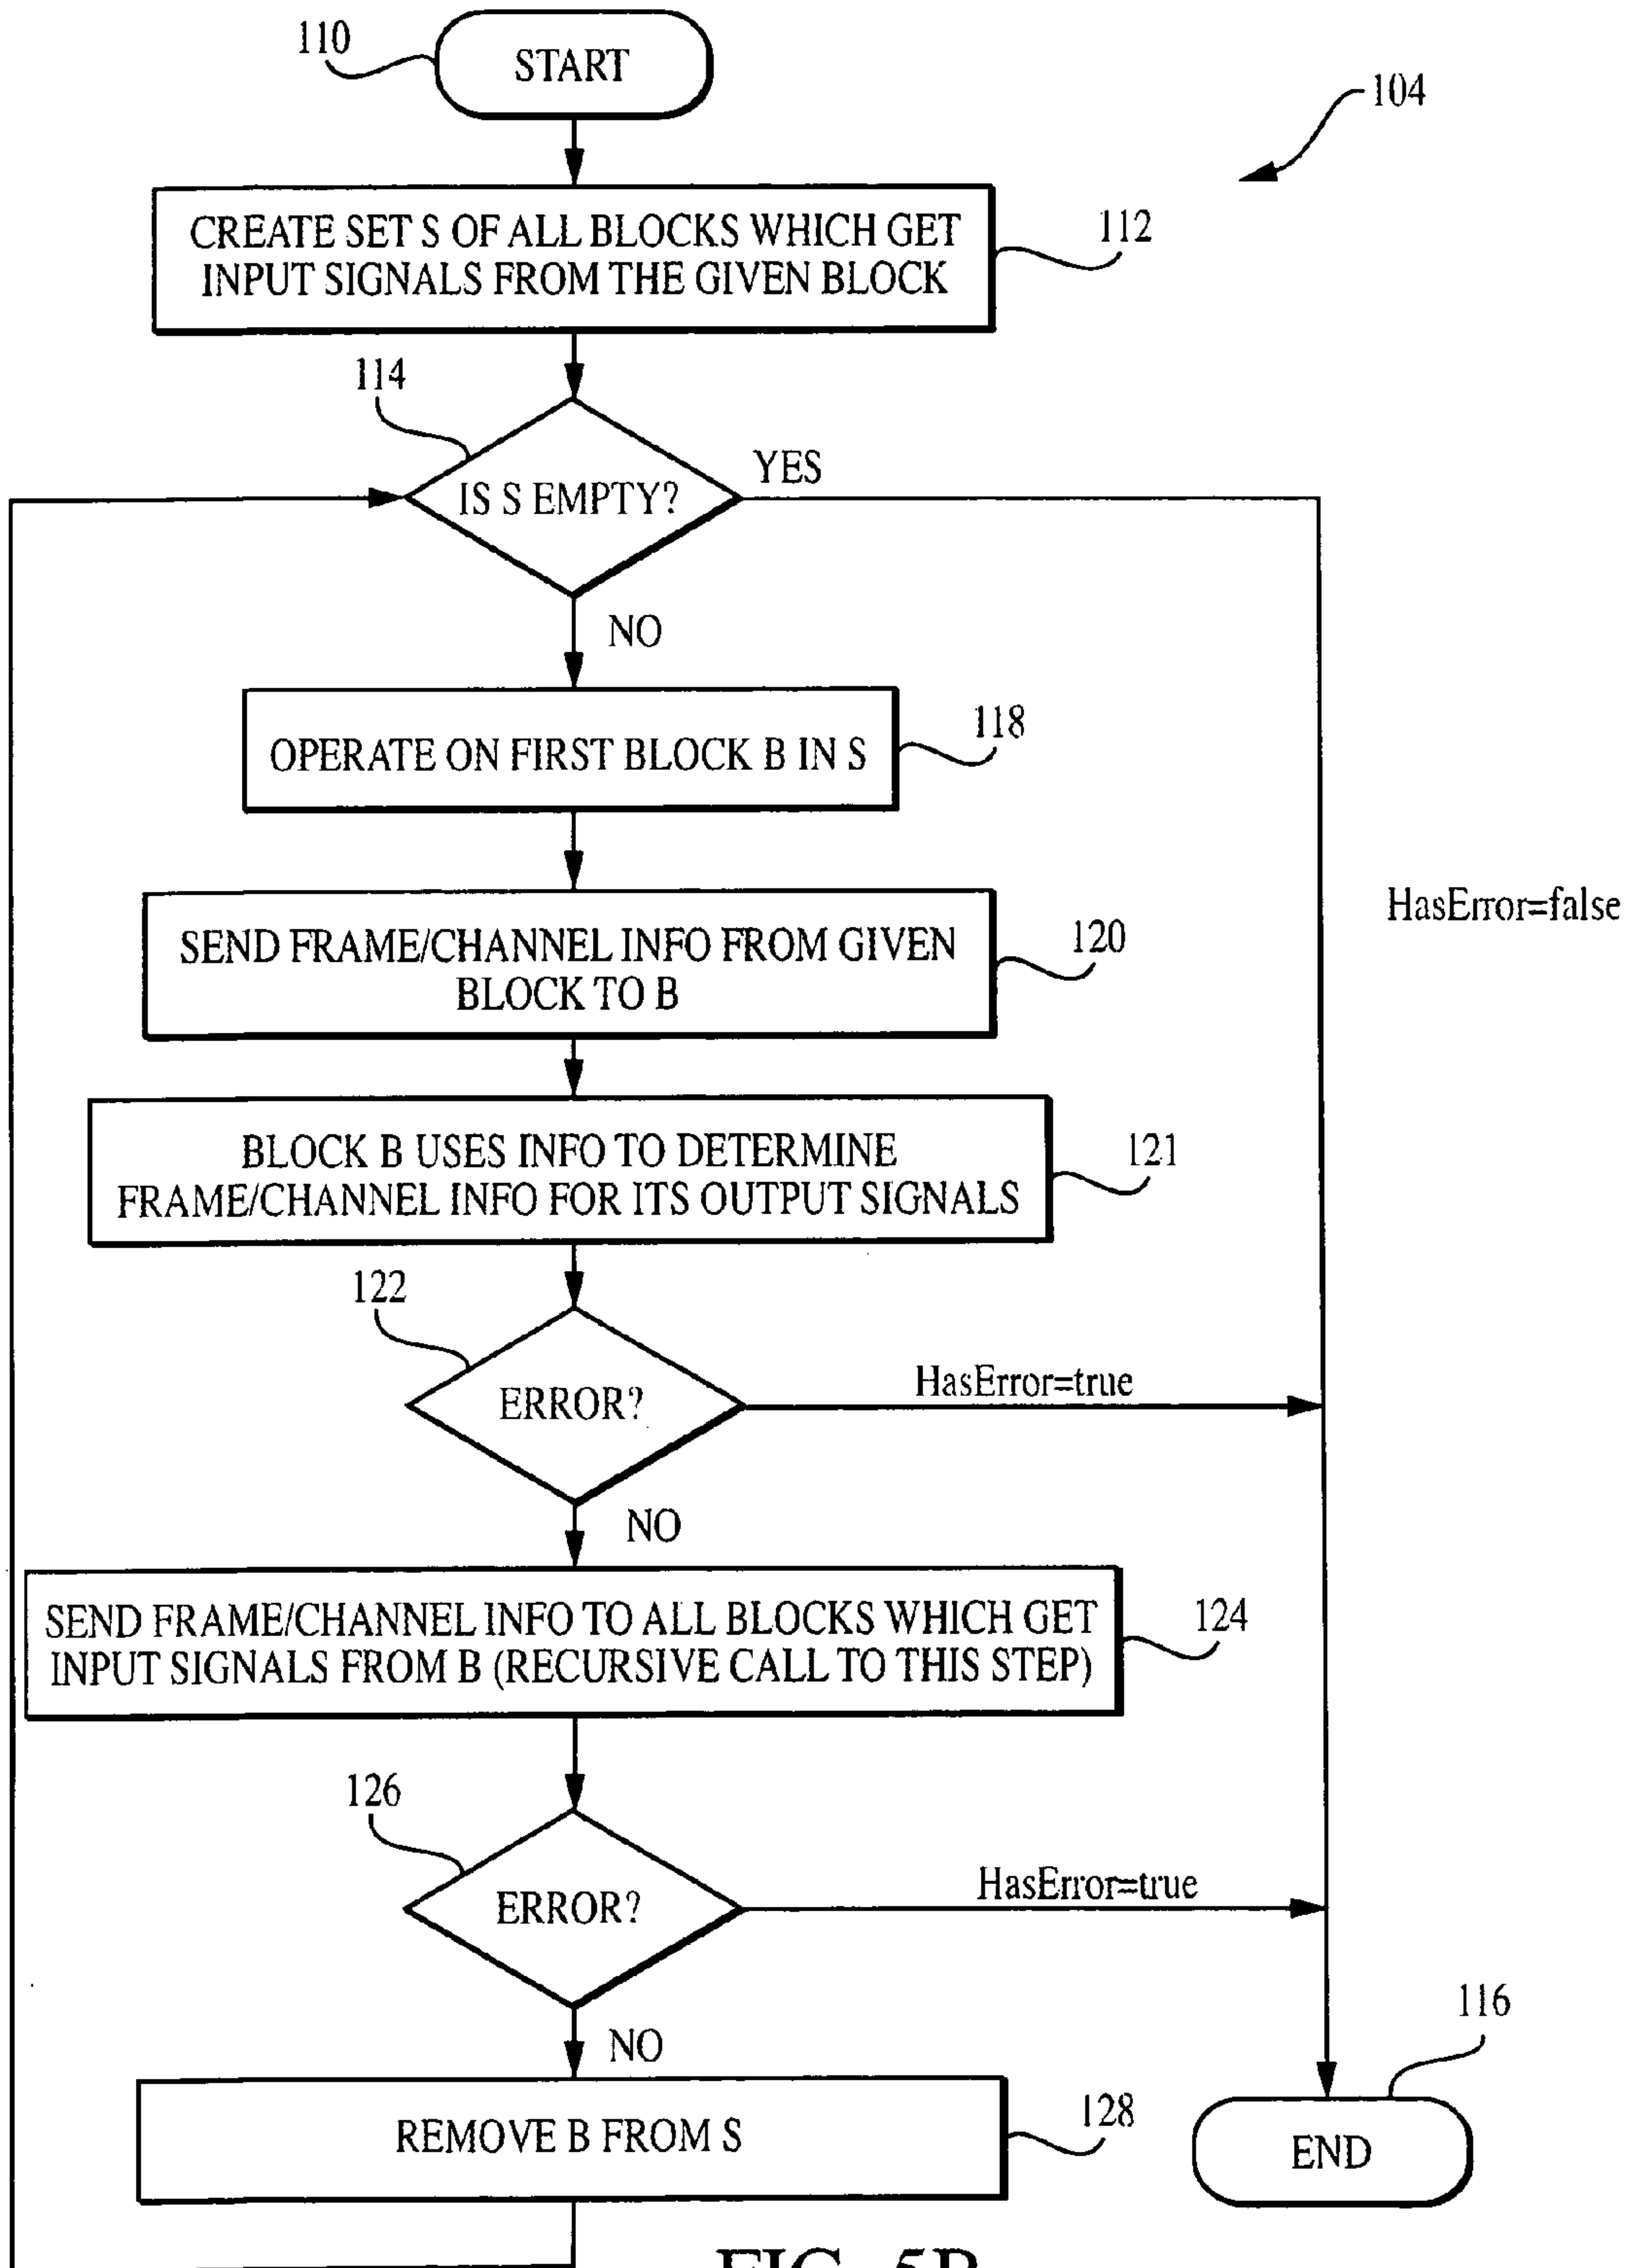 110
START
104
CREATE SET S OF ALL BLOCKS WHICH GET
INPUT SIGNALS FROM THE GIVEN BLOCK
112
114
IS S EMPTY?
YES
NO
OPERATE ON FIRST BLOCK B IN S
118
HasError=false
SEND FRAME/CHANNEL INFO FROM GIVEN
BLOCK TO B
120
BLOCK B USES INFO TO DETERMINE
FRAME/CHANNEL INFO FOR ITS OUTPUT SIGNALS
121
122
ERROR?
HasError=true
NO
SEND FRAME/CHANNEL INFO TO ALL BLOCKS WHICH GET
INPUT SIGNALS FROM B (RECURSIVE CALL TO THIS STEP)
124
126
ERROR?
HasError=true
NO
116
REMOVE B FROM S
128
END
FIG. 5B